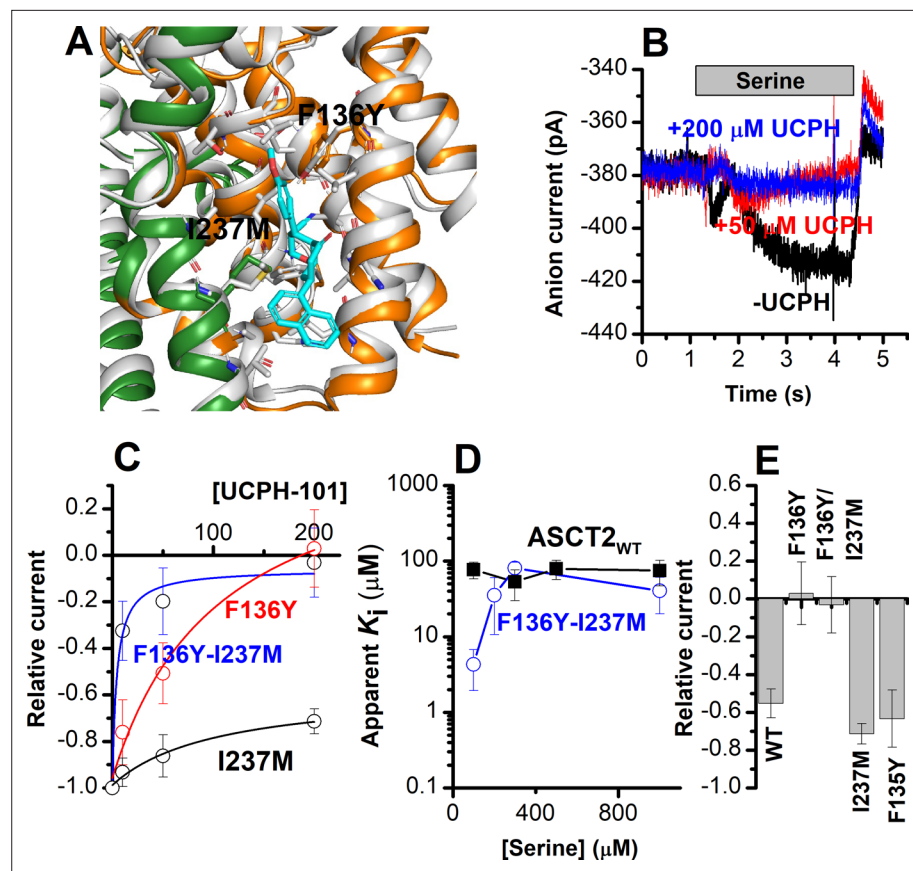 A
F136Y
I237M
B
Serine
+200 μM UCPH
+50 μM UCPH
-UCPH
Anion current (pA)
-340
-360
-380
-400
-420
-440
0 1 2 3 4 5
Time (s)
C
[UCPH-101]
100 200
Relative current
0.2
0.0
-0.2
-0.4
-0.6
-0.8
-1.0
F136Y
F136Y-I237M
I237M
D
Apparent Ki (μM)
1000
100
10
1
0.1
ASCT2WT
F136Y-I237M
0 400 800
[Serine] (μM)
E
Relative current
0.6
0.4
0.2
0.0
-0.2
-0.4
-0.6
-0.8
-1.0
WT
F136Y
F136Y/
I237M
I237M
F135Y